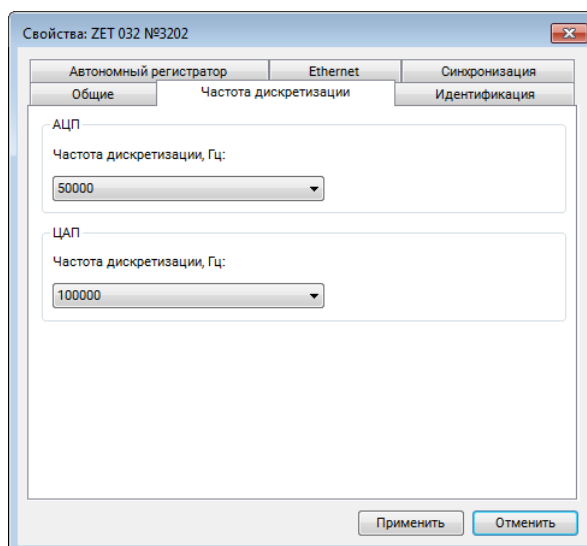 Свойства: ZET 032 №3202
Автономный регистратор
Ethernet
Синхронизация
Общие
Частота дискретизации
Идентификация
АЦП
Частота дискретизации, Гц:
50000
ЦАП
Частота дискретизации, Гц:
100000
Применить
Отменить